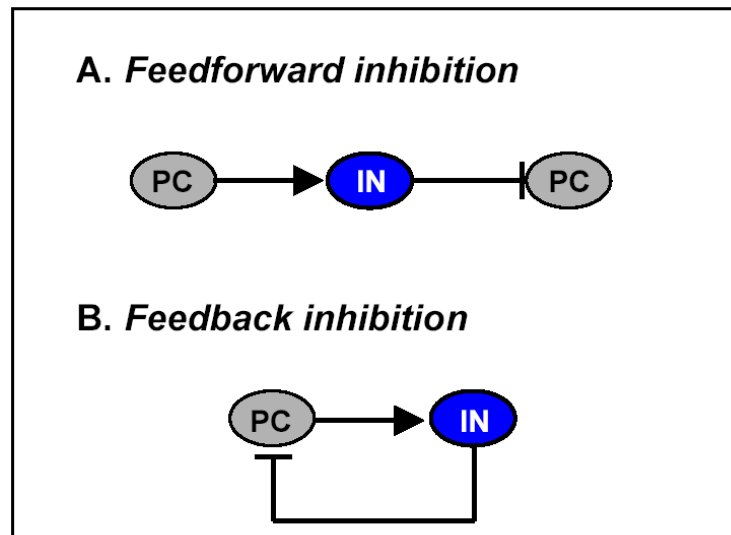 A. Feedforward inhibition
PC IN PC
B. Feedback inhibition
PC IN